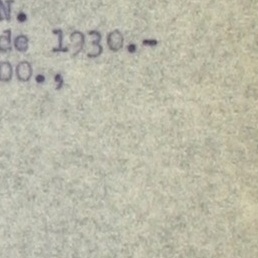 N.
de 1930.-
00.,